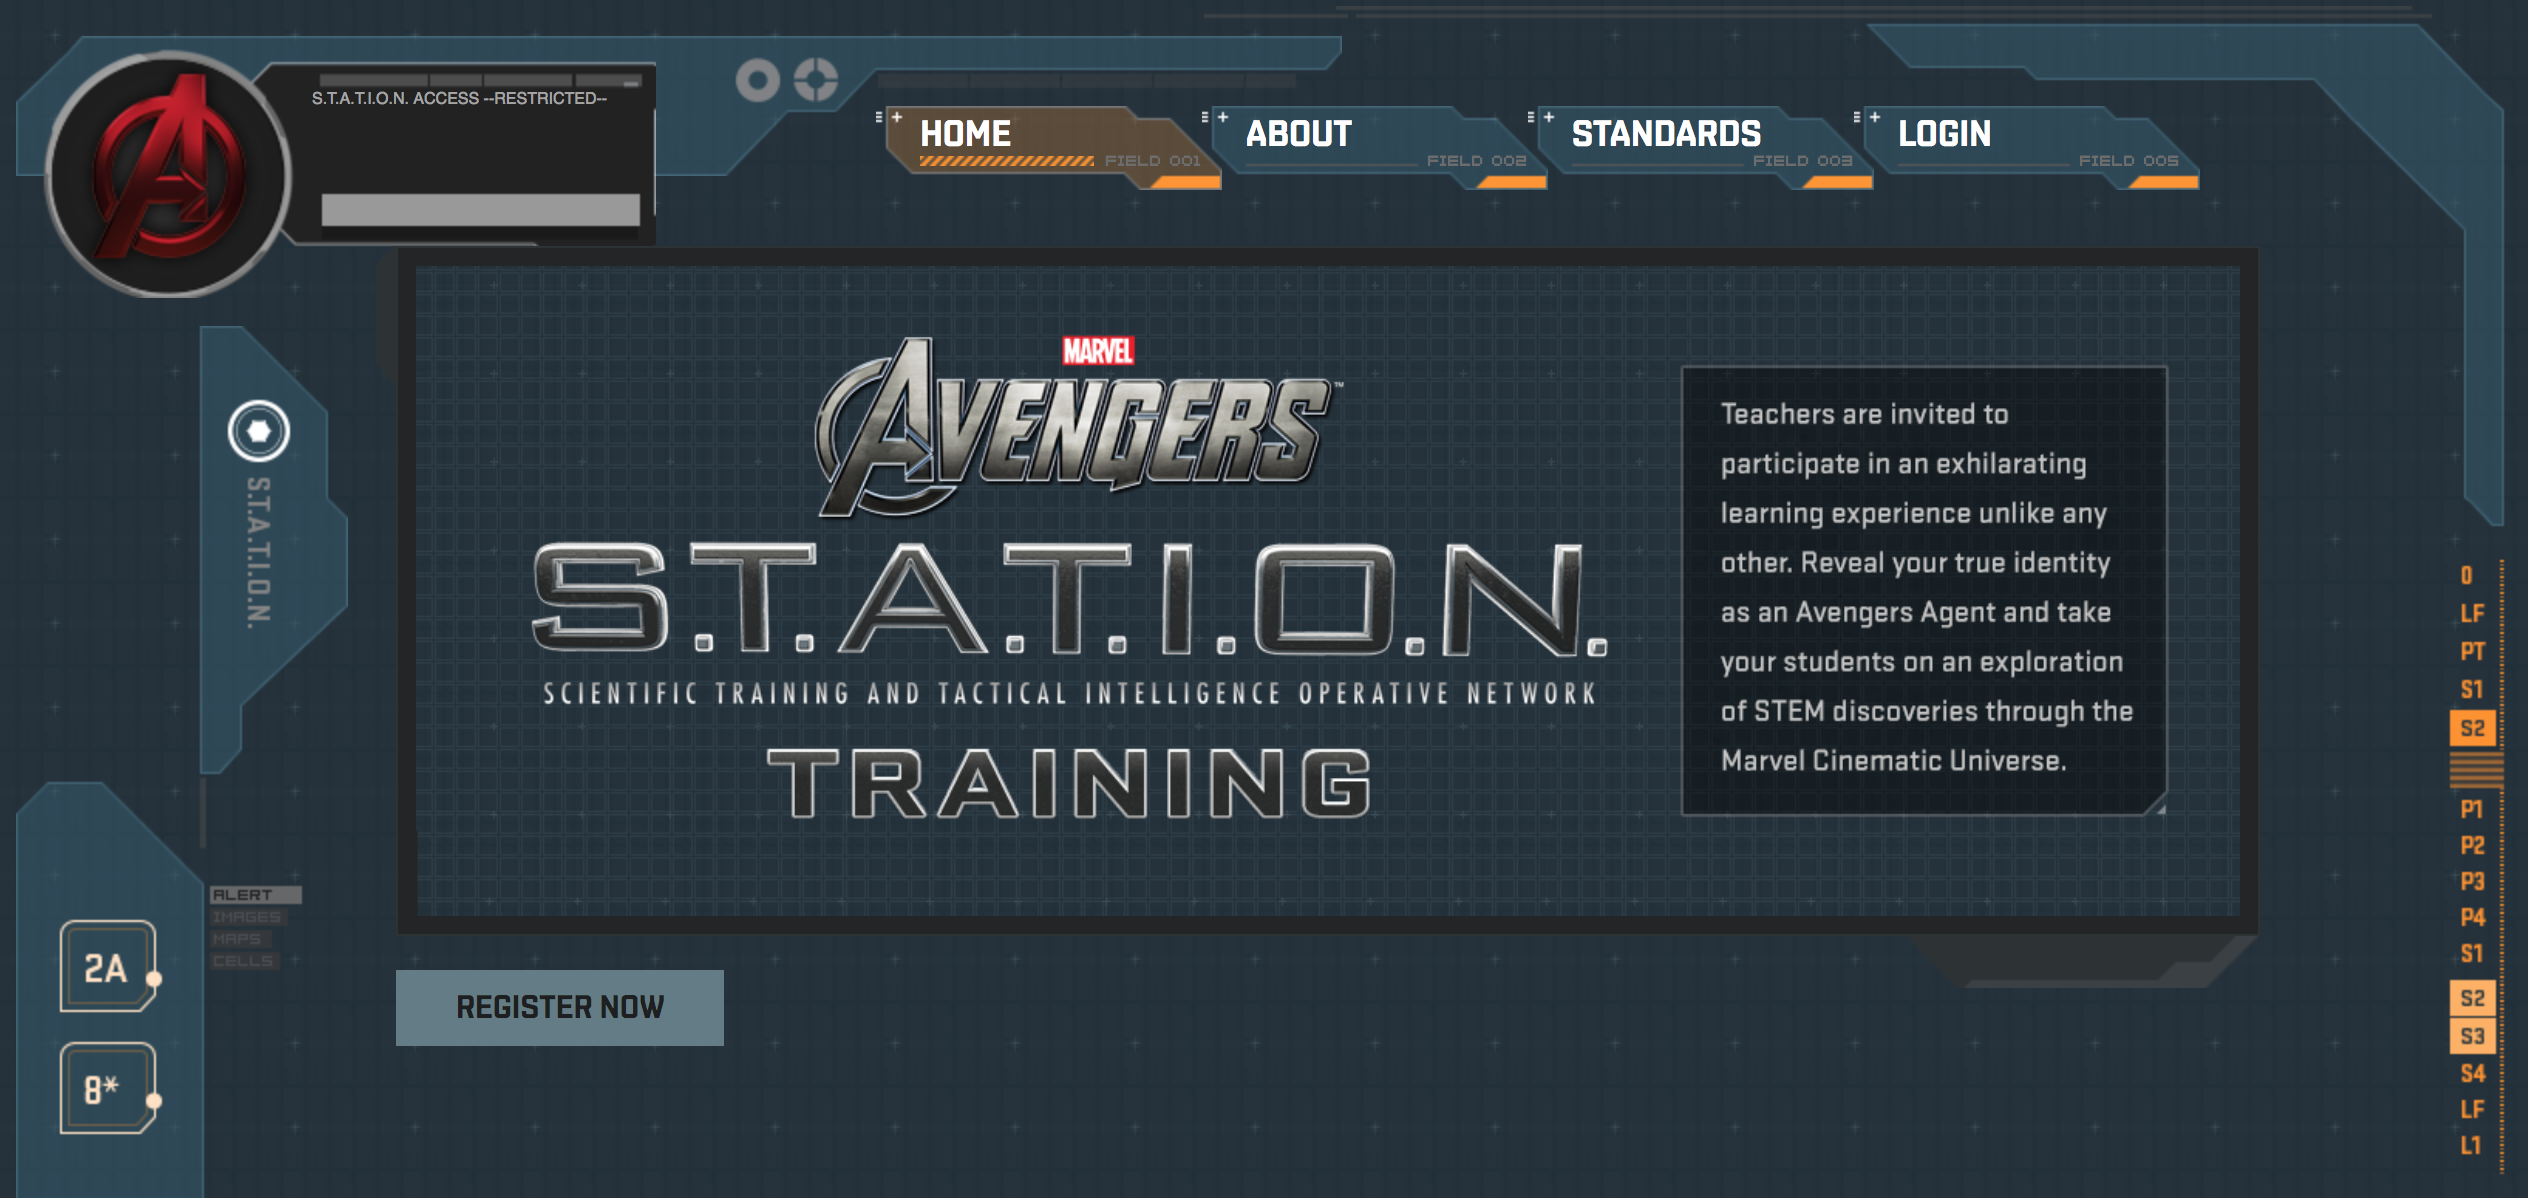 S.T.A.T.I.O.N. ACCESS --RESTRICTED--
HOME
FIELD 001
ABOUT
FIELD 002
STANDARDS
FIELD 003
LOGIN
FIELD 005
S.T.A.T.I.O.N.
MARVEL
AVENGERS™
S.T.A.T.I.O.N.
SCIENTIFIC TRAINING AND TACTICAL INTELLIGENCE OPERATIVE NETWORK
TRAINING
Teachers are invited to
participate in an exhilarating
learning experience unlike any
other. Reveal your true identity
as an Avengers Agent and take
your students on an exploration
of STEM discoveries through the
Marvel Cinematic Universe.
ALERT
IMAGES
MAPS
CELLS
2A
8*
REGISTER NOW
0
LF
PT
S1
S2
P1
P2
P3
P4
S1
S2
S3
S4
LF
L1